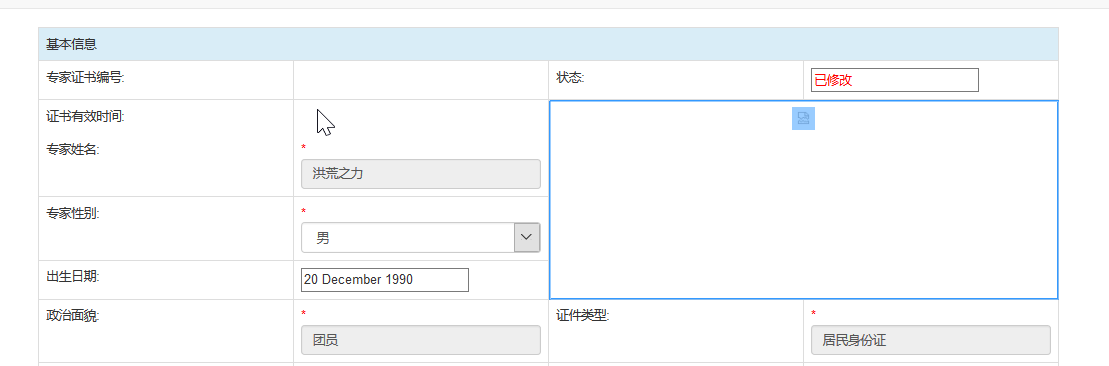 基本信息
专家证书编号:
状态:
已修改
证书有效时间:
专家姓名:
*
洪荒之力
专家性别:
*
男
出生日期:
20 December 1990
政治面貌:
*
团员
证件类型:
*
居民身份证